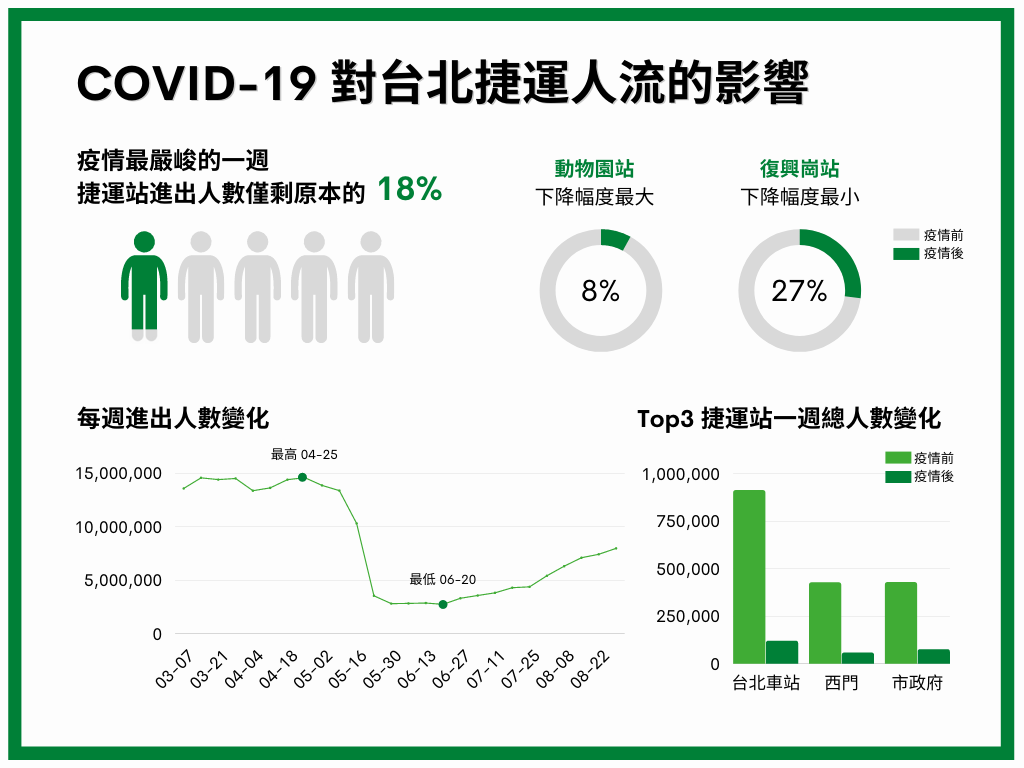 COVID-19 對台北捷運人流的影響
疫情最嚴峻的一週
捷運站進出人數僅剩原本的 18%
動物園站
下降幅度最大
8%
復興崗站
下降幅度最小
27%
疫情前
疫情後
每週進出人數變化
最高 04-25
最低 06-20
15,000,000
10,000,000
5,000,000
0
03-07
03-21
04-04
04-18
05-02
05-16
05-30
06-13
06-27
07-11
07-25
08-08
08-22
Top3 捷運站一週總人數變化
疫情前
疫情後
1,000,000
750,000
500,000
250,000
0
台北車站
西門
市政府